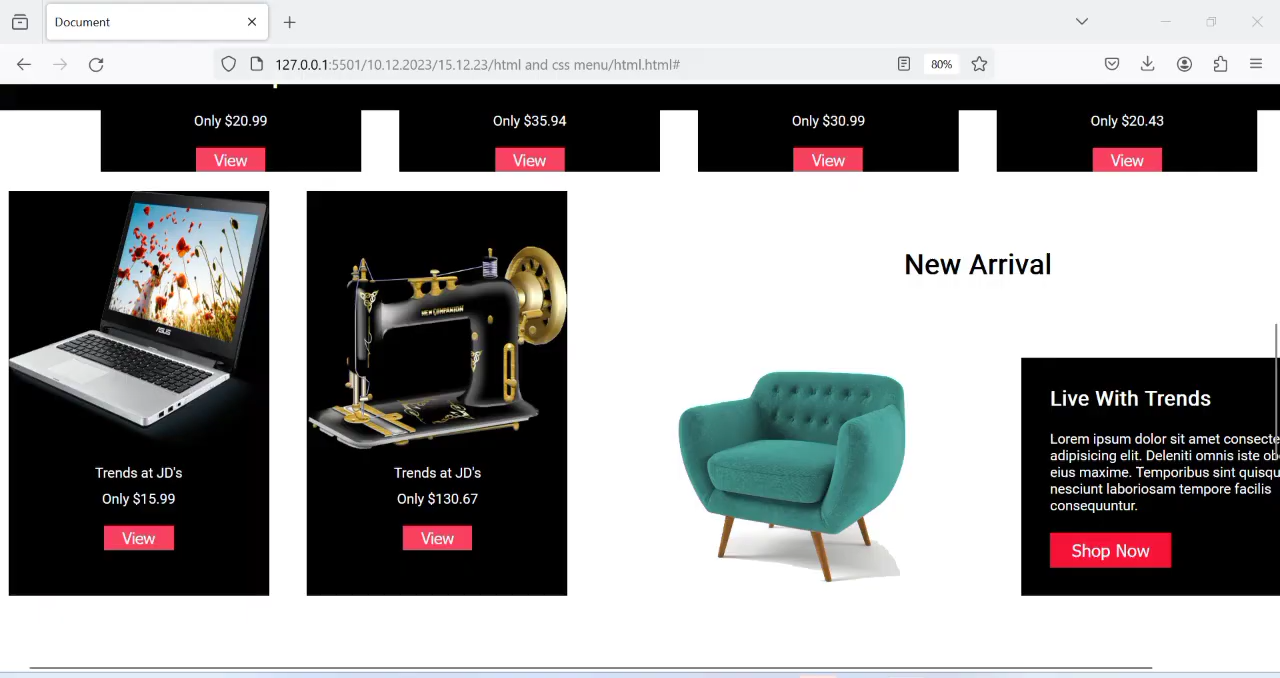 Document
127.0.0.1:5501/10.12.2023/15.12.23/html and css menu/html.html#
80%
Only $20.99
Only $35.94
Only $30.99
Only $20.43
View
View
View
View
ASUS
NEW COMPANION
New Arrival
Trends at JD's
Only $15.99
View
Trends at JD's
Only $130.67
View
Live With Trends
Lorem ipsum dolor sit amet consecte
adipisicing elit. Deleniti omnis iste ob
eius maxime. Temporibus sint quisqu
nesciunt laboriosam tempore facilis
consequuntur.
Shop Now